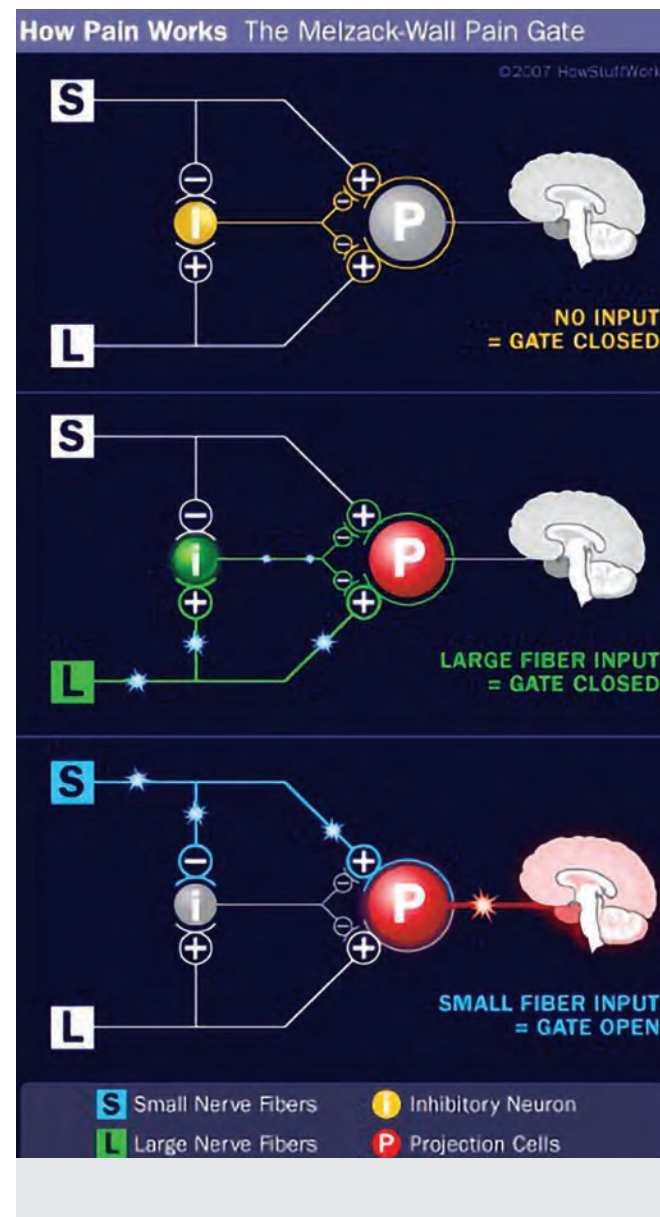 How Pain Works The Melzack-Wall Pain Gate
©2007 HowStuffWork
S
−
I
+
−
−
+
+
P
L
NO INPUT
= GATE CLOSED
S
−
i
+
−
−
+
+
P
L
LARGE FIBER INPUT
= GATE CLOSED
S
−
i
+
−
−
+
+
P
L
SMALL FIBER INPUT
= GATE OPEN
S Small Nerve Fibers
i Inhibitory Neuron
L Large Nerve Fibers
P Projection Cells